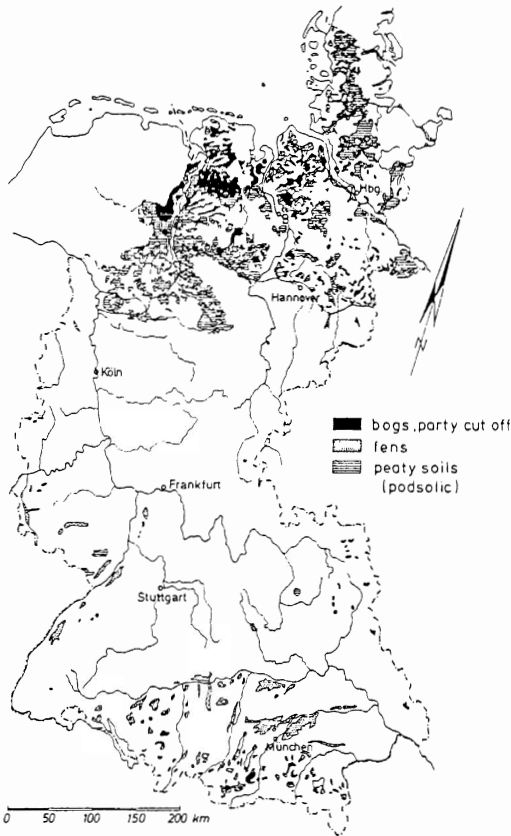 Hbg
Hannover
Köln
bogs, party cut off
fens
peaty soils
(podsolic)
Frankfurt
Stuttgart
München
0 50 100 150 200 km